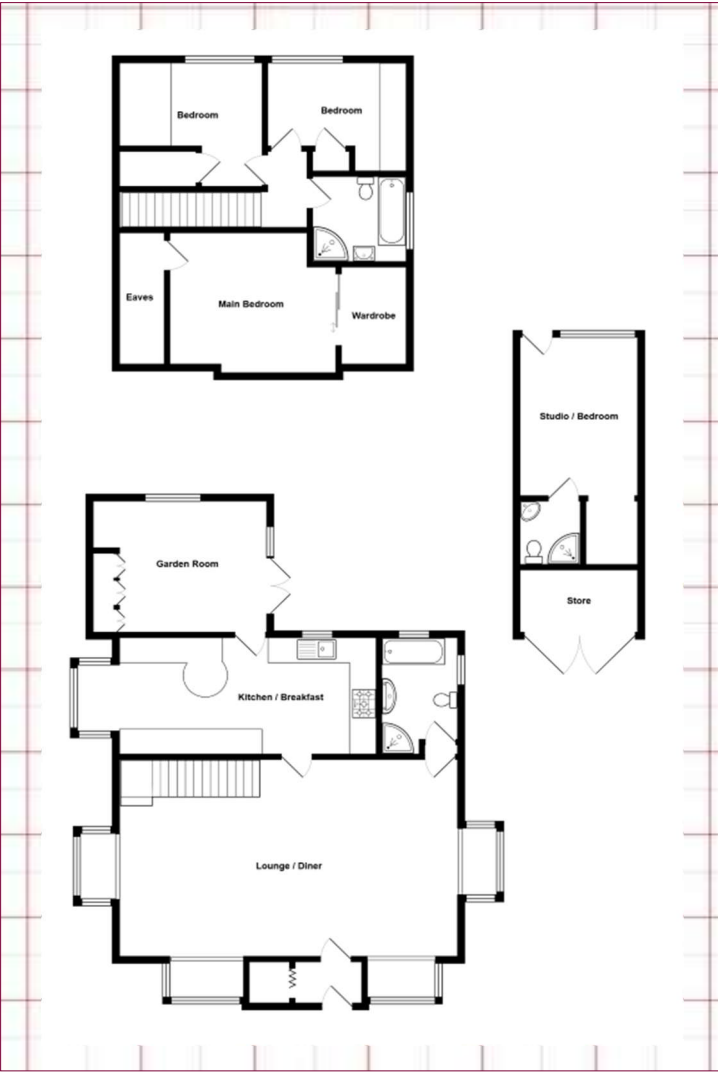 Bedroom
Bedroom
Eaves
Main Bedroom
Wardrobe
Studio / Bedroom
Store
Garden Room
Kitchen / Breakfast
Lounge / Diner